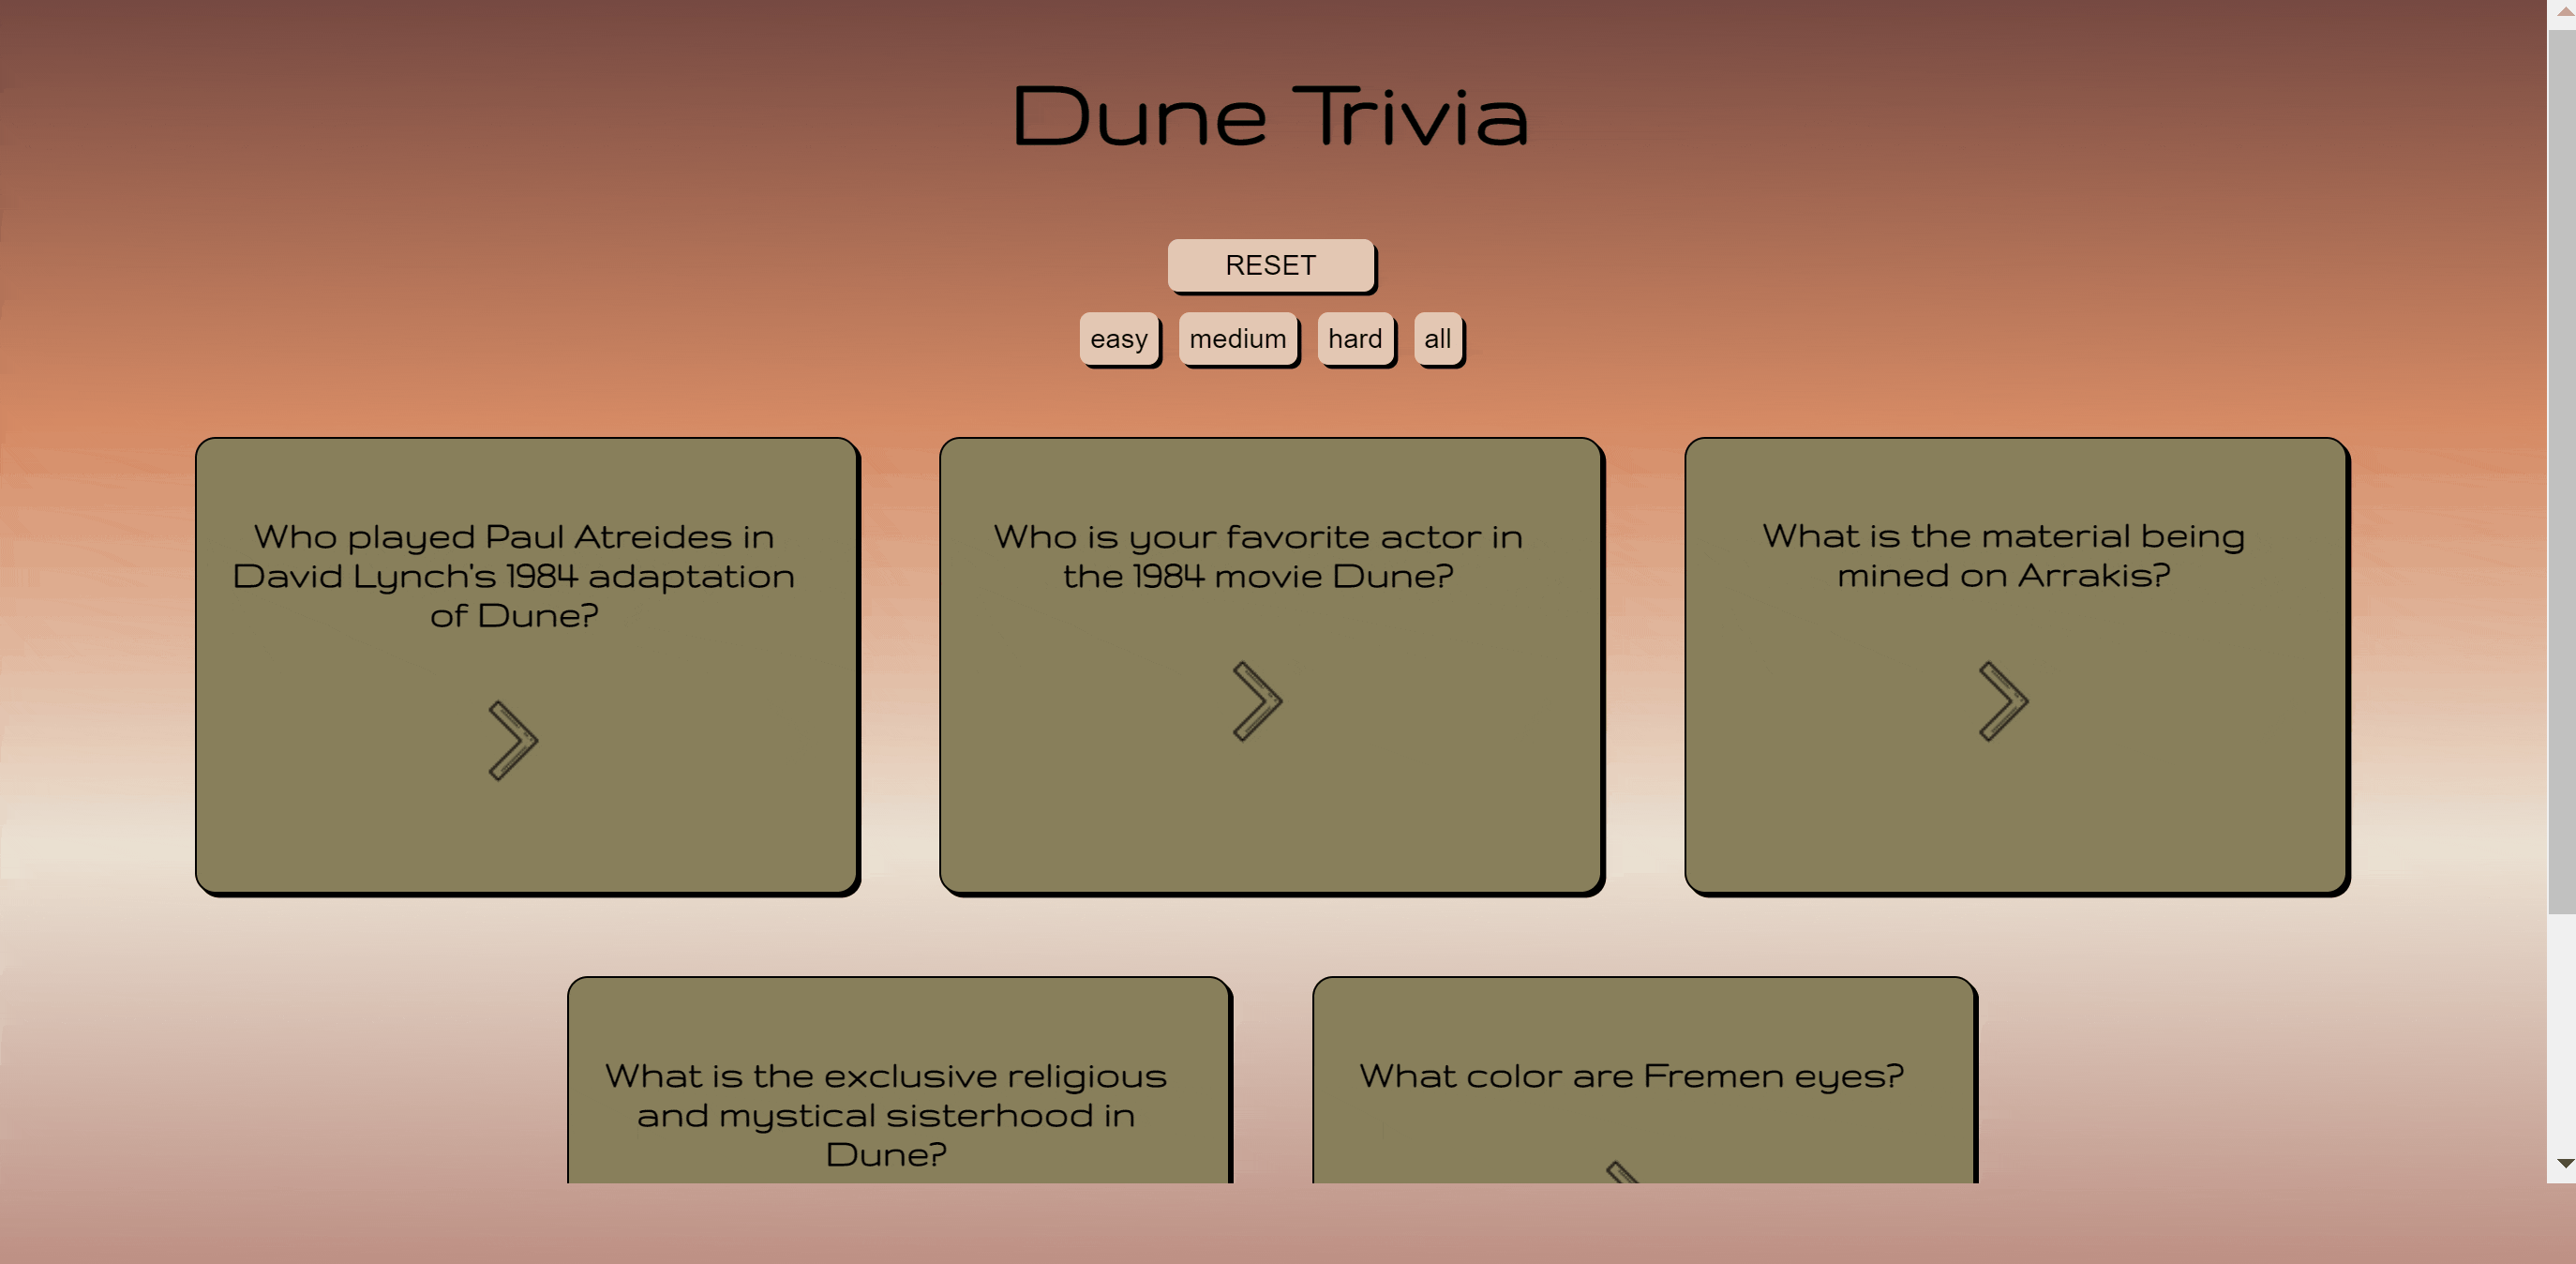 Dune Trivia
RESET
easy medium hard all
Who played Paul Atreides in
David Lynch's 1984 adaptation
of Dune?
Who is your favorite actor in
the 1984 movie Dune?
What is the material being
mined on Arrakis?
What is the exclusive religious
and mystical sisterhood in
Dune?
What color are Fremen eyes?